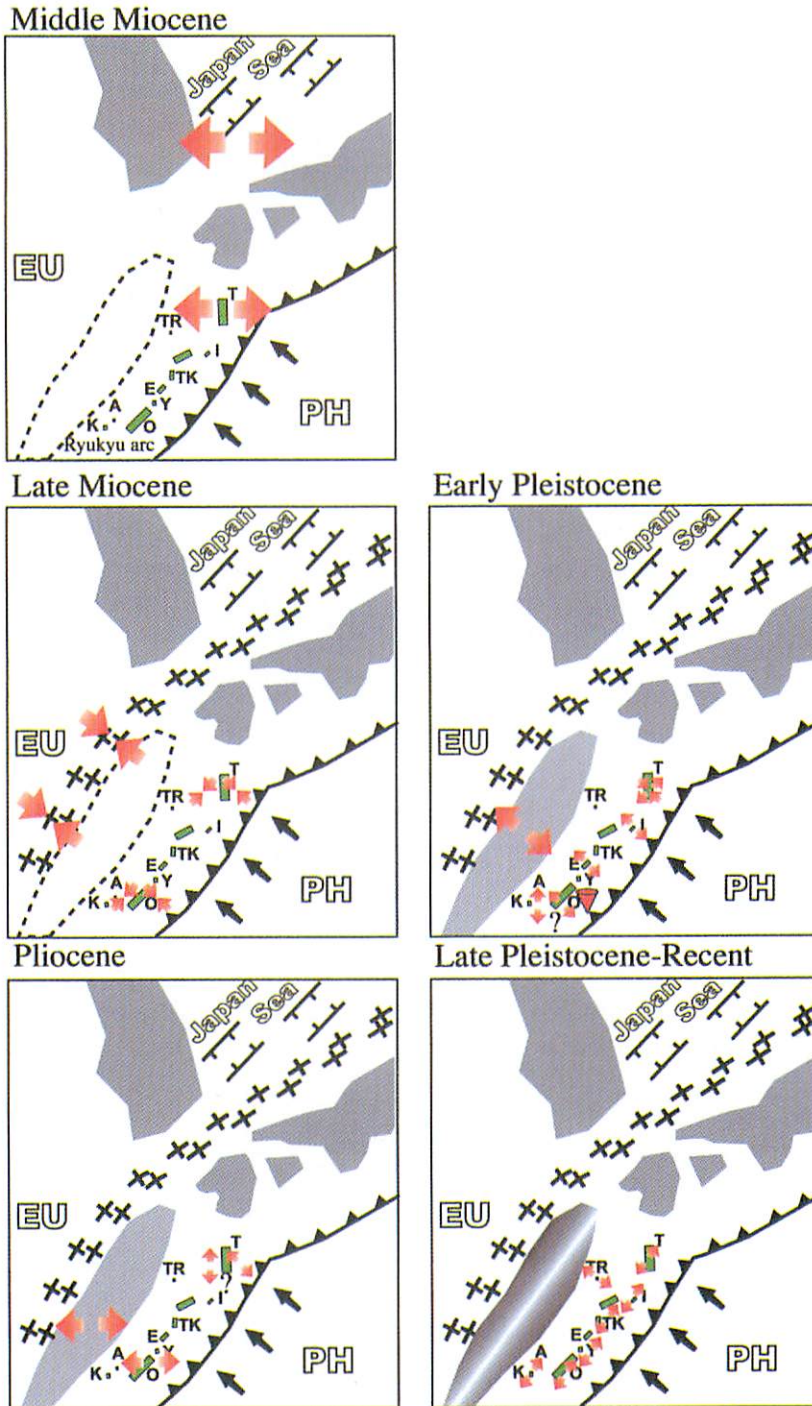 Middle Miocene
Japan
Sea
EU
T
TR
I
TK
E
Y
A
K
O
Ryukyu arc
PH
Late Miocene
Japan
Sea
EU
T
TR
I
TK
E
Y
A
K
O
PH
Early Pleistocene
Japan
Sea
EU
T
TR
I
TK
E
Y
A
K
O
?
PH
Pliocene
Japan
Sea
EU
T
TR
?
I
TK
E
Y
A
K
O
PH
Late Pleistocene-Recent
Japan
Sea
EU
T
TR
I
TK
E
Y
A
K
O
PH